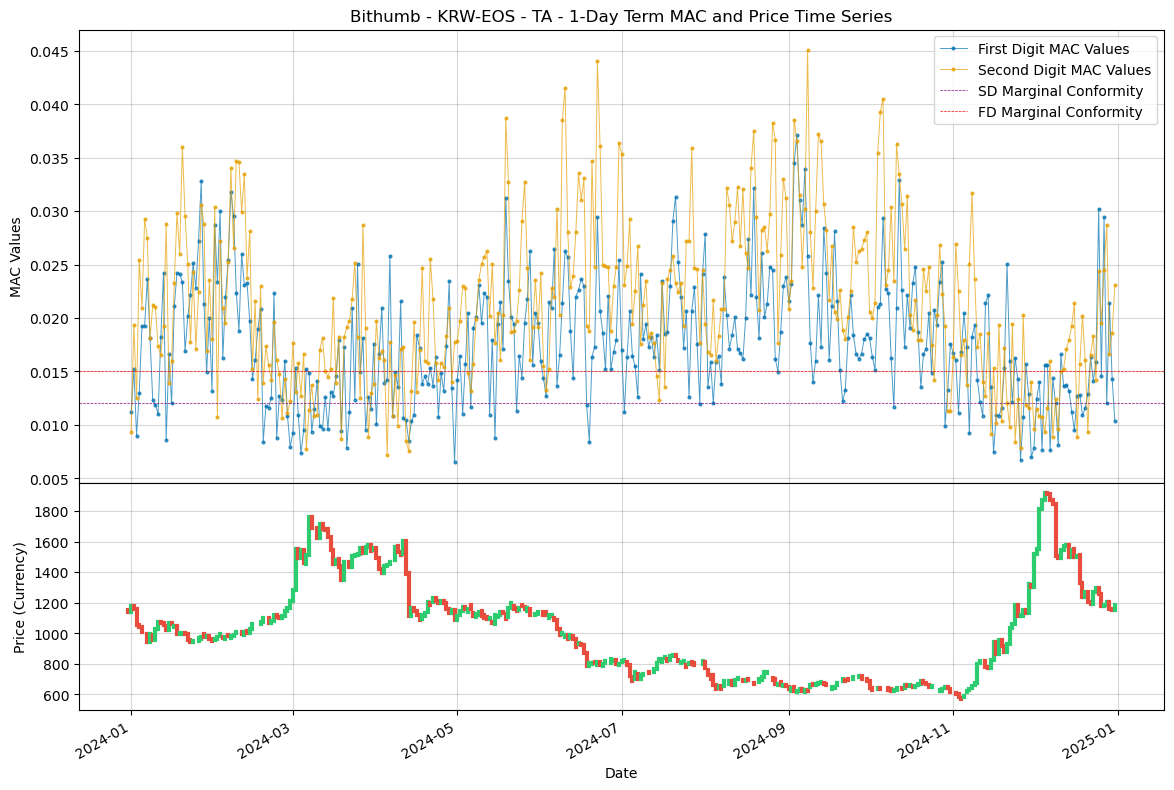 Bithumb - KRW-EOS - TA - 1-Day Term MAC and Price Time Series
First Digit MAC Values
Second Digit MAC Values
SD Marginal Conformity
FD Marginal Conformity
MAC Values
0.045
0.040
0.035
0.030
0.025
0.020
0.015
0.010
0.005
Price (Currency)
1800
1600
1400
1200
1000
800
600
2024-01
2024-03
2024-05
2024-07
2024-09
2024-11
2025-01
Date